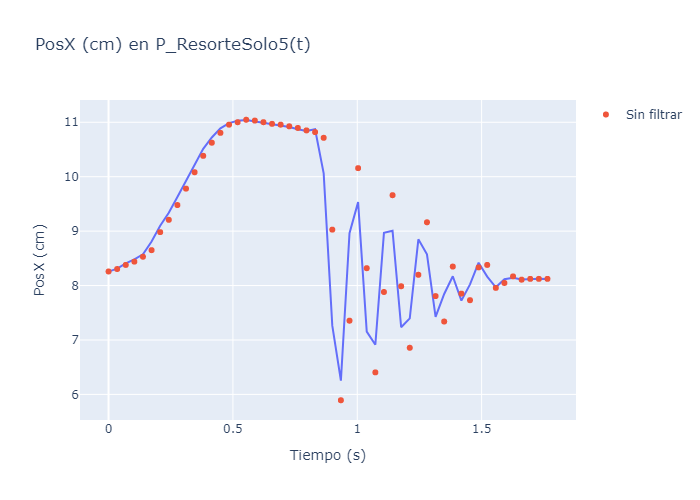 PosX (cm) en P_ResorteSolo5(t)
Sin filtrar
PosX (cm)
11
10
9
8
7
6
0
0.5
1
1.5
Tiempo (s)